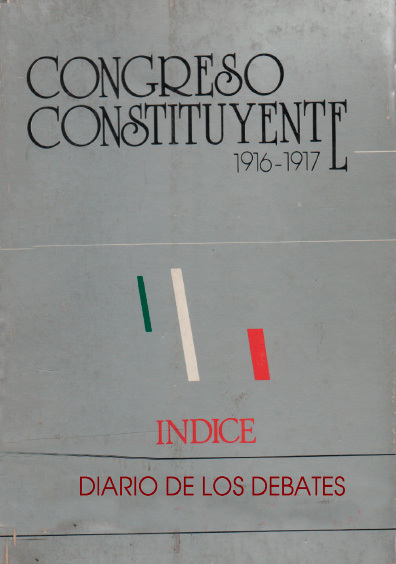 CONGRESO
CONSTITUYENTE
1916-1917
INDICE
DIARIO DE LOS DEBATES